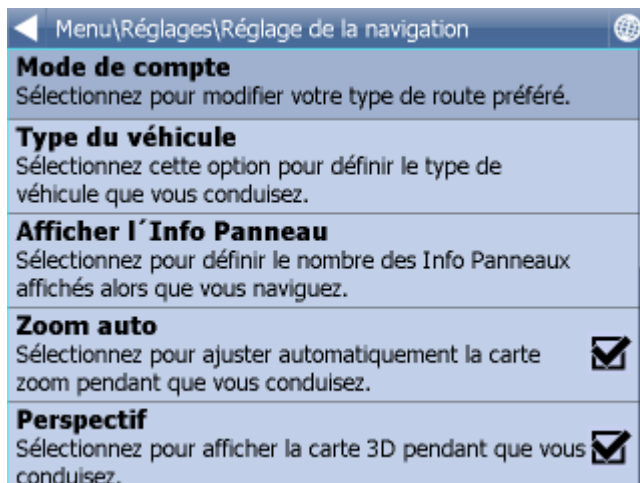 Menu\Réglages\Réglage de la navigation
Mode de compte
Sélectionnez pour modifier votre type de route préféré.
Type du véhicule
Sélectionnez cette option pour définir le type de
véhicule que vous conduisez.
Afficher l´Info Panneau
Sélectionnez pour définir le nombre des Info Panneaux
affichés alors que vous naviguez.
Zoom auto
Sélectionnez pour ajuster automatiquement la carte
zoom pendant que vous conduisez.
Perspectif
Sélectionnez pour afficher la carte 3D pendant que vous
conduisez.